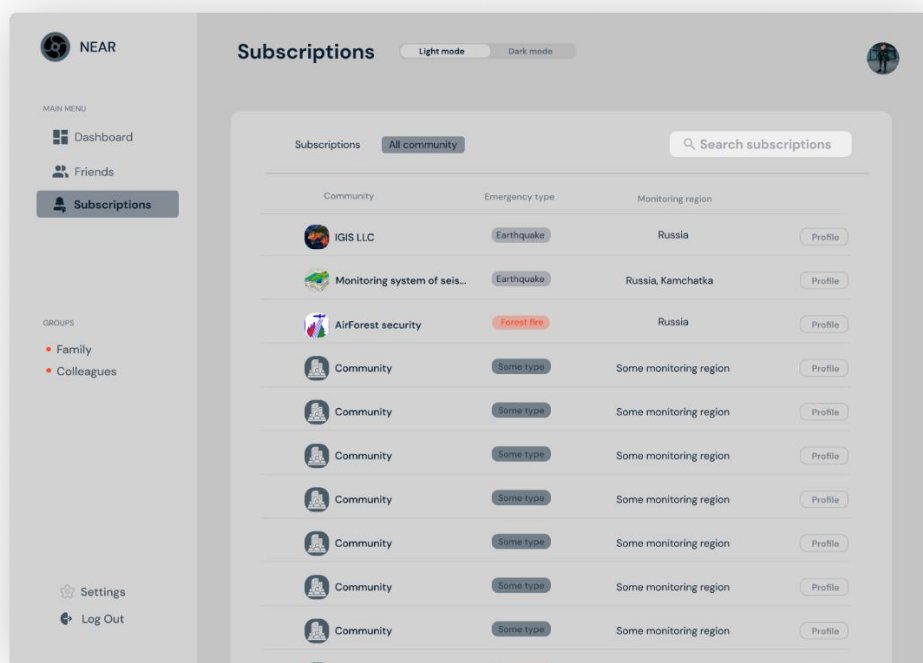 NEAR
Subscriptions
Light mode
Dark mode
MAIN MENU
Dashboard
Friends
Subscriptions
GROUPS
Family
Colleagues
Settings
Log Out
Subscriptions
All community
Search subscriptions
Community Emergency type Monitoring region
IGIS LLC Earthquake Russia Profile
Monitoring system of seis... Earthquake Russia, Kamchatka Profile
AirForest security Forest fire Russia Profile
Community Some type Some monitoring region Profile
Community Some type Some monitoring region Profile
Community Some type Some monitoring region Profile
Community Some type Some monitoring region Profile
Community Some type Some monitoring region Profile
Community Some type Some monitoring region Profile
Community Some type Some monitoring region Profile